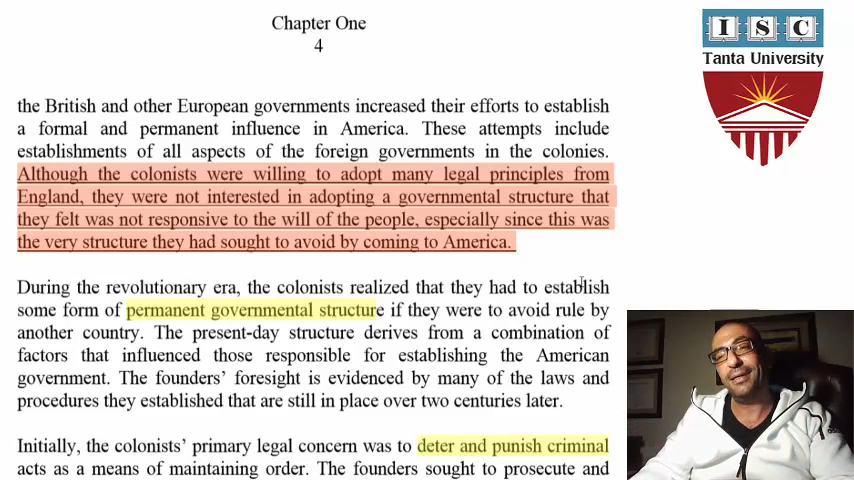 Chapter One
4
I S C
Tanta University
the British and other European governments increased their efforts to establish
a formal and permanent influence in America. These attempts include
establishments of all aspects of the foreign governments in the colonies.
Although the colonists were willing to adopt many legal principles from
England, they were not interested in adopting a governmental structure that
they felt was not responsive to the will of the people, especially since this was
the very structure they had sought to avoid by coming to America.
During the revolutionary era, the colonists realized that they had to establish
some form of permanent governmental structure if they were to avoid rule by
another country. The present-day structure derives from a combination of
factors that influenced those responsible for establishing the American
government. The founders’ foresight is evidenced by many of the laws and
procedures they established that are still in place over two centuries later.
Initially, the colonists’ primary legal concern was to deter and punish criminal
acts as a means of maintaining order. The founders sought to prosecute and